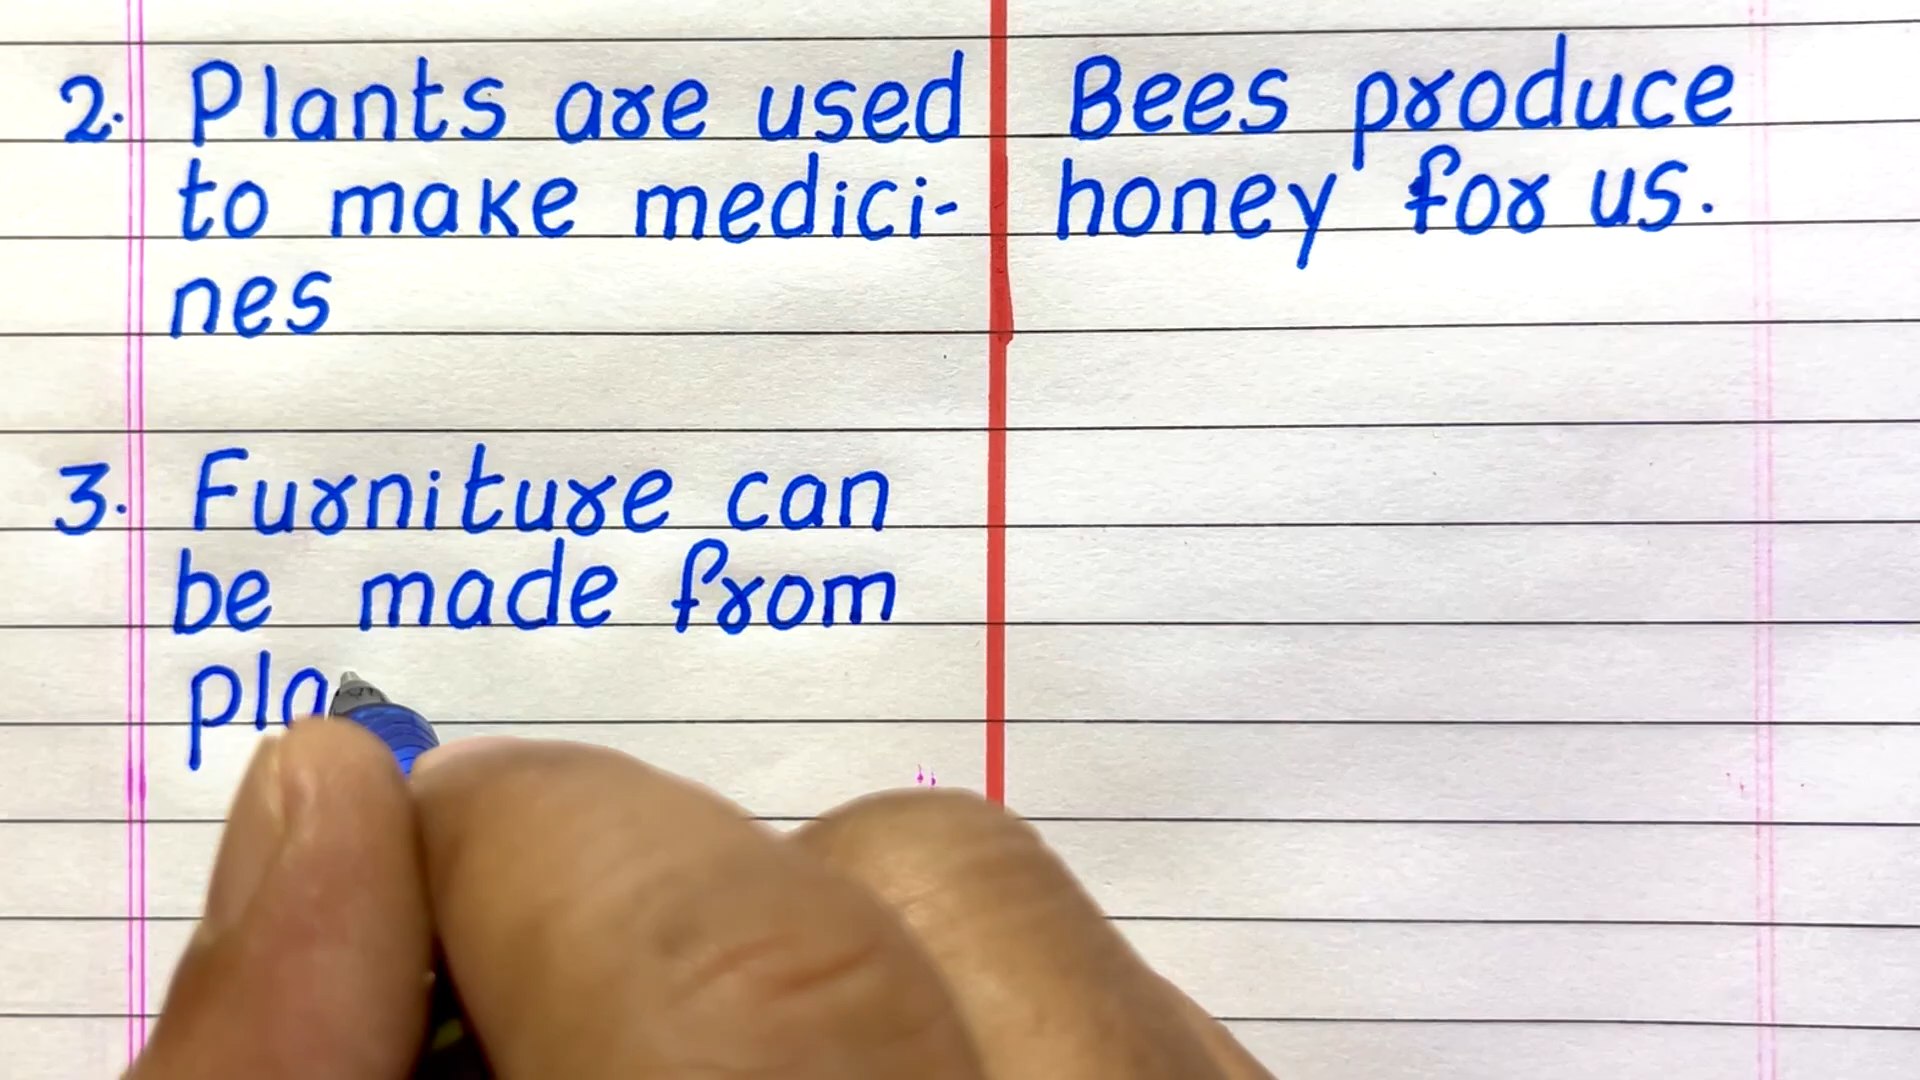 2. Plants are used
to make medici-
nes
Bees produce
honey for us.
3. Furniture can
be made from
pla